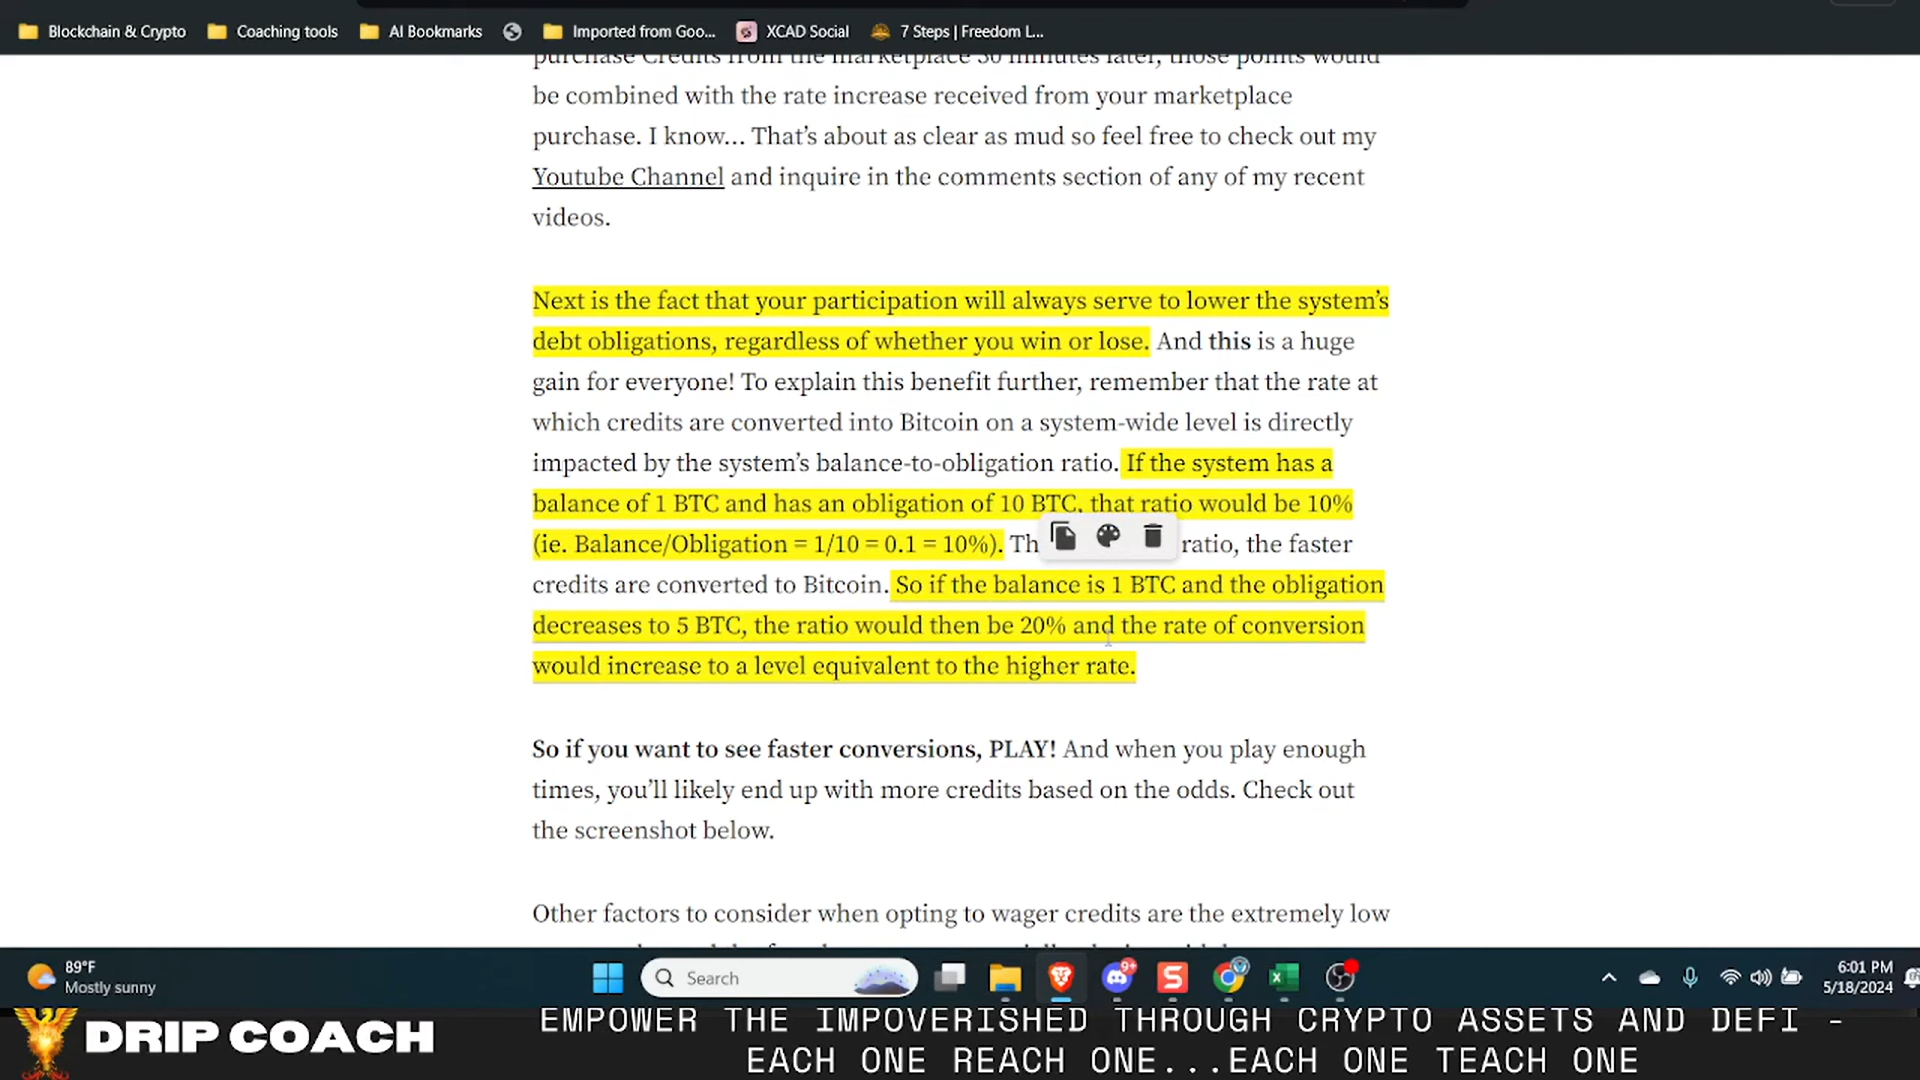 Blockchain & Crypto Coaching tools AI Bookmarks Imported from Goo... XCAD Social 7 Steps | Freedom L...
purchase Credits from the marketplace 30 minutes later, those points would
be combined with the rate increase received from your marketplace
purchase. I know… That’s about as clear as mud so feel free to check out my
Youtube Channel and inquire in the comments section of any of my recent
videos.
Next is the fact that your participation will always serve to lower the system’s
debt obligations, regardless of whether you win or lose. And this is a huge
gain for everyone! To explain this benefit further, remember that the rate at
which credits are converted into Bitcoin on a system-wide level is directly
impacted by the system’s balance-to-obligation ratio. If the system has a
balance of 1 BTC and has an obligation of 10 BTC, that ratio would be 10%
(ie. Balance/Obligation = 1/10 = 0.1 = 10%). Th ratio, the faster
credits are converted to Bitcoin. So if the balance is 1 BTC and the obligation
decreases to 5 BTC, the ratio would then be 20% and the rate of conversion
would increase to a level equivalent to the higher rate.
So if you want to see faster conversions, PLAY! And when you play enough
times, you’ll likely end up with more credits based on the odds. Check out
the screenshot below.
Other factors to consider when opting to wager credits are the extremely low
89°F
Mostly sunny
Search
9+
6:01 PM
5/18/2024
DRIP COACH
EMPOWER THE IMPOVERISHED THROUGH CRYPTO ASSETS AND DEFI -
EACH ONE REACH ONE...EACH ONE TEACH ONE